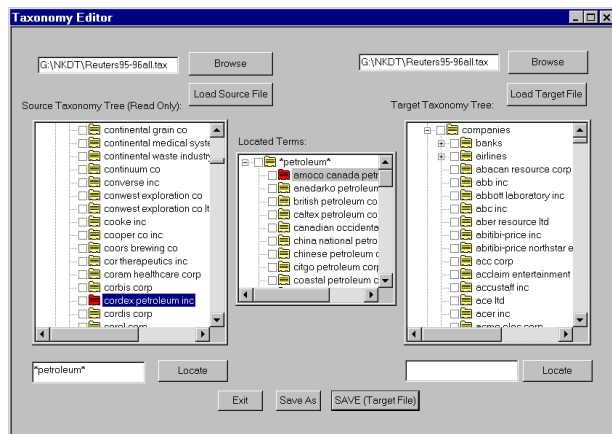 Taxonomy Editor
G:\NKDT\Reuters95-96all.tax
Browse
G:\NKDT\Reuters95-96all.tax
Browse
Load Source File
Load Target File
Source Taxonomy Tree (Read Only):
Located Terms:
Target Taxonomy Tree:
continental grain co
continental medical syste
continental waste industry
continuum co
converse inc
conwest exploration co
conwest exploration co lt
cooke inc
cooper co inc
coors brewing co
cor therapeutics inc
coram healthcare corp
corbis corp
cordex petroleum inc
cordis corp
corel corp
*petroleum*
amoco canada petr
anadarko petroleum
british petroleum co
caltex petroleum co
canadian occidenta
china national petro
chinese petroleum c
citgo petroleum corp
coastal petroleum c
companies
banks
airlines
abacan resource corp
abb inc
abbott laboratory inc
abc inc
aber resource ltd
abitibi-price inc
abitibi-price northstar e
acc corp
acclaim entertainment
accustaff inc
ace ltd
acer inc
acme elec corp
*petroleum*
Locate
Locate
Exit
Save As
SAVE (Target File)